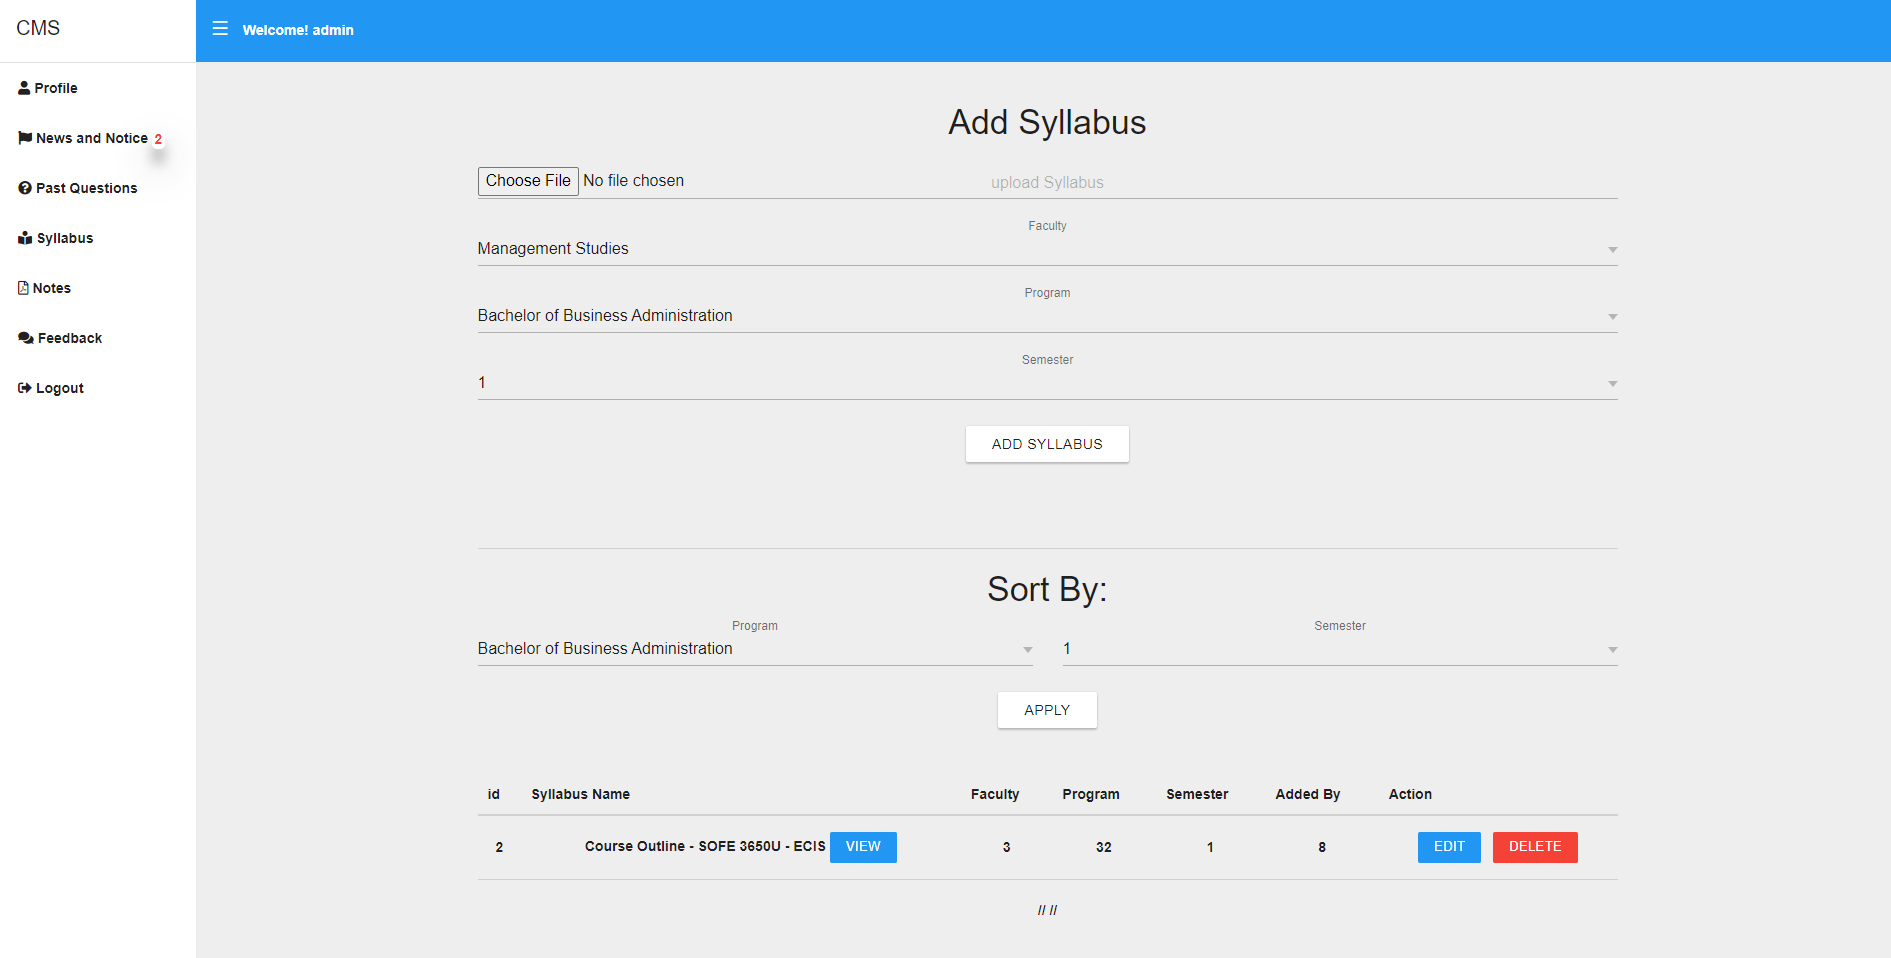 CMS
☰ Welcome! admin
Profile
News and Notice 2
Past Questions
Syllabus
Notes
Feedback
Logout
Add Syllabus
Choose File No file chosen upload Syllabus
Faculty
Management Studies
Program
Bachelor of Business Administration
Semester
1
ADD SYLLABUS
Sort By:
Program Semester
Bachelor of Business Administration 1
APPLY
id Syllabus Name Faculty Program Semester Added By Action
2 Course Outline - SOFE 3650U - ECIS VIEW 3 32 1 8 EDIT DELETE
// //